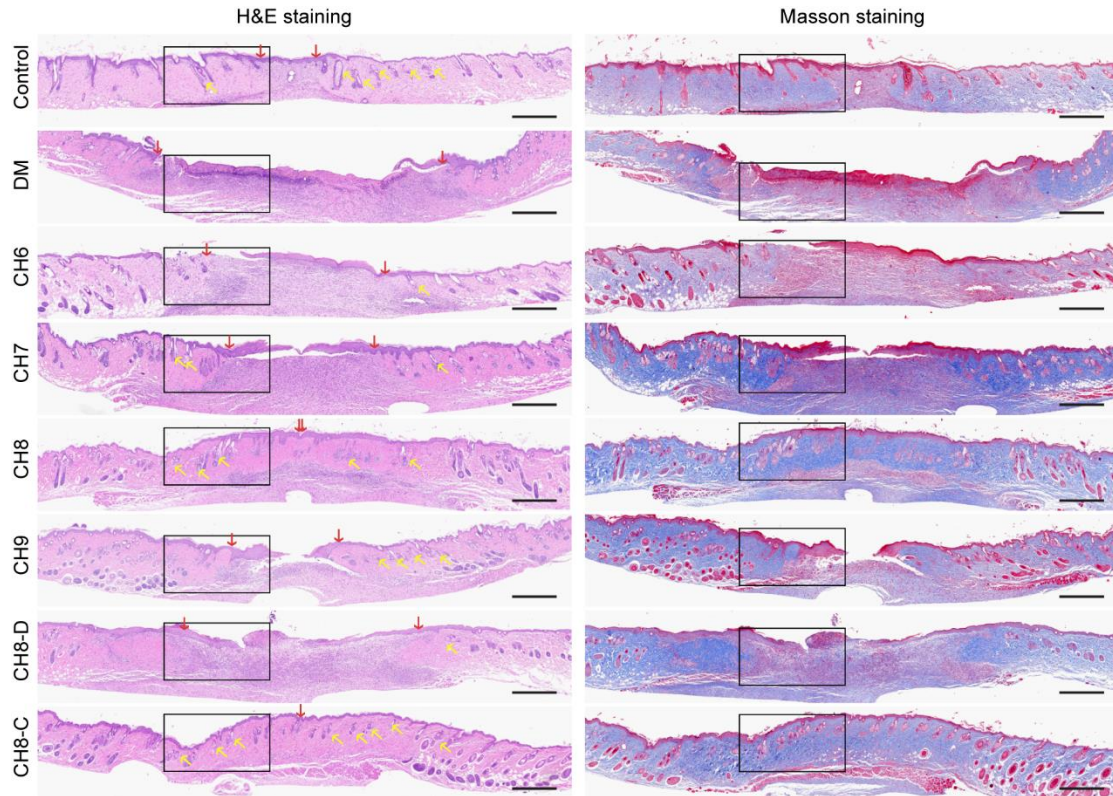 H&E staining
Masson staining
Control
DM
CH6
CH7
CH8
CH9
CH8-D
CH8-C